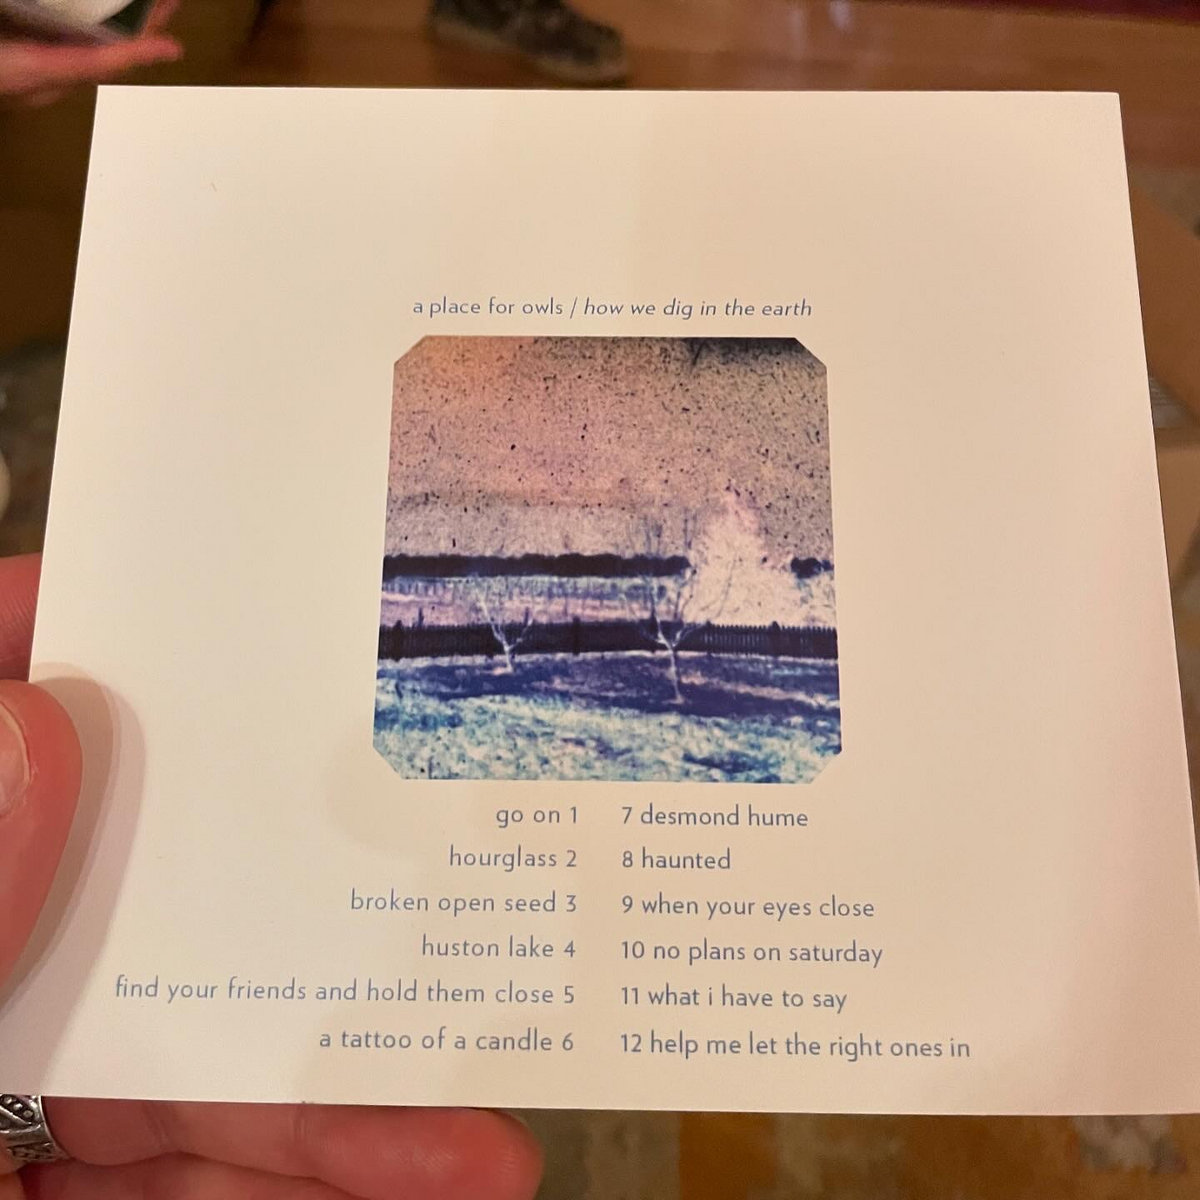 a place for owls / how we dig in the earth
go on 1
hourglass 2
broken open seed 3
huston lake 4
find your friends and hold them close 5
a tattoo of a candle 6
7 desmond hume
8 haunted
9 when your eyes close
10 no plans on saturday
11 what i have to say
12 help me let the right ones in